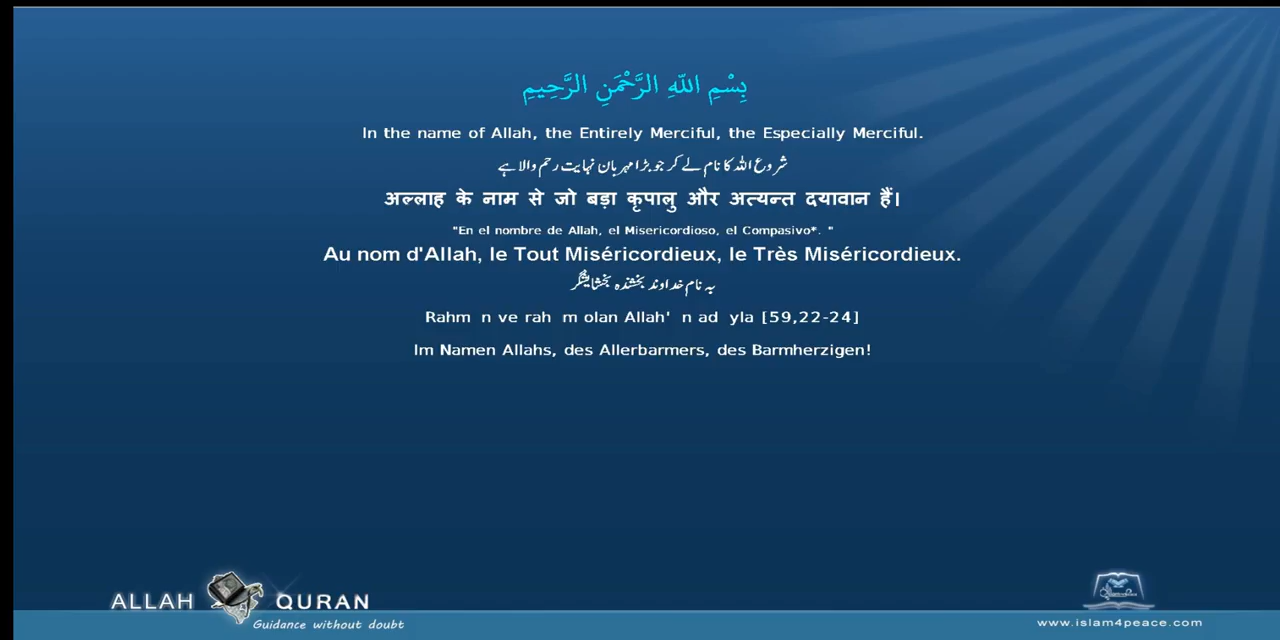 بِسْمِ اللّٰهِ الرَّحْمَنِ الرَّحِيمِ
In the name of Allah, the Entirely Merciful, the Especially Merciful.
شروع اللہ کا نام لے کر جو بڑا مہربان نہایت رحم والا ہے
अल्लाह के नाम से जो बड़ा कृपालु और अत्यन्त दयावान हैं।
"En el nombre de Allah, el Misericordioso, el Compasivo*. "
Au nom d'Allah, le Tout Miséricordieux, le Très Miséricordieux.
به نام خداوند بخشنده بخشایشگر
Rahm n ve rah m olan Allah' n ad yla [59,22-24]
Im Namen Allahs, des Allerbarmers, des Barmherzigen!
ALLAH QURAN
Guidance without doubt
www.islam4peace.com